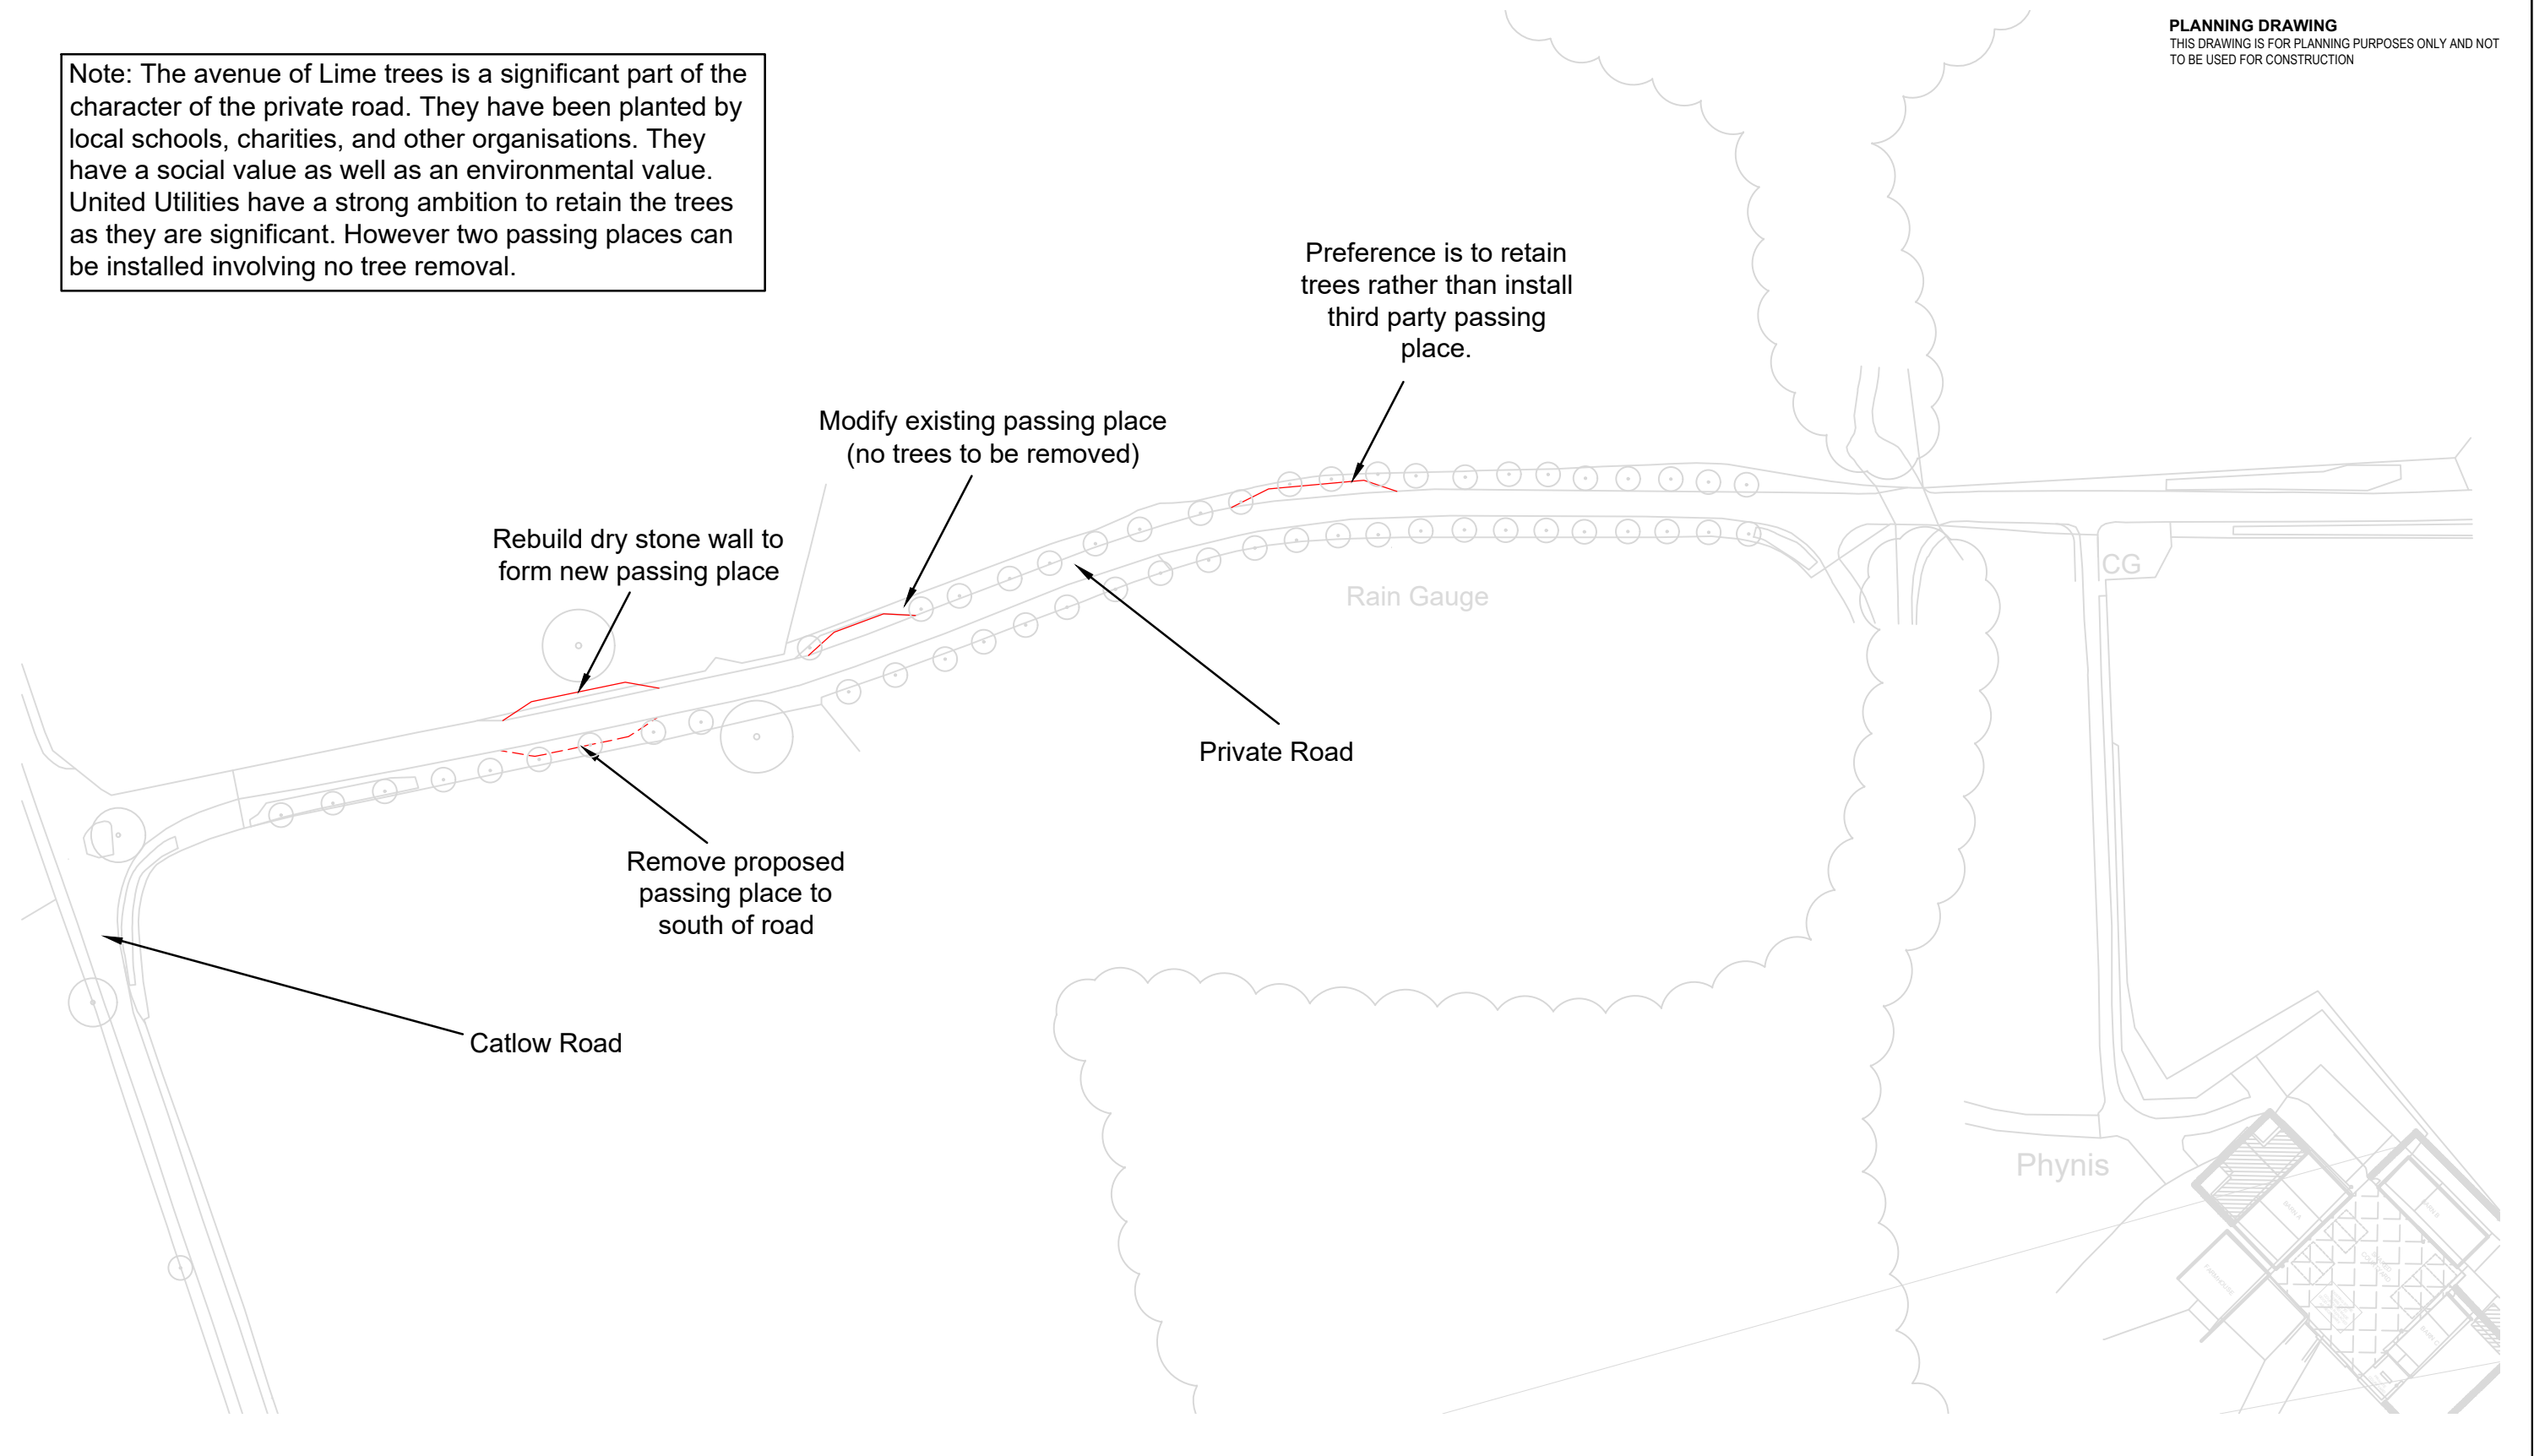 PLANNING DRAWING
THIS DRAWING IS FOR PLANNING PURPOSES ONLY AND NOT
TO BE USED FOR CONSTRUCTION
Note: The avenue of Lime trees is a significant part of the
character of the private road. They have been planted by
local schools, charities, and other organisations. They
have a social value as well as an environmental value.
United Utilities have a strong ambition to retain the trees
as they are significant. However two passing places can
be installed involving no tree removal.
Preference is to retain
trees rather than install
third party passing
place.
Modify existing passing place
(no trees to be removed)
Rebuild dry stone wall to
form new passing place
CG
Rain Gauge
Private Road
Remove proposed
passing place to
south of road
Catlow Road
Phynis
BARN A
FARMHOUSE